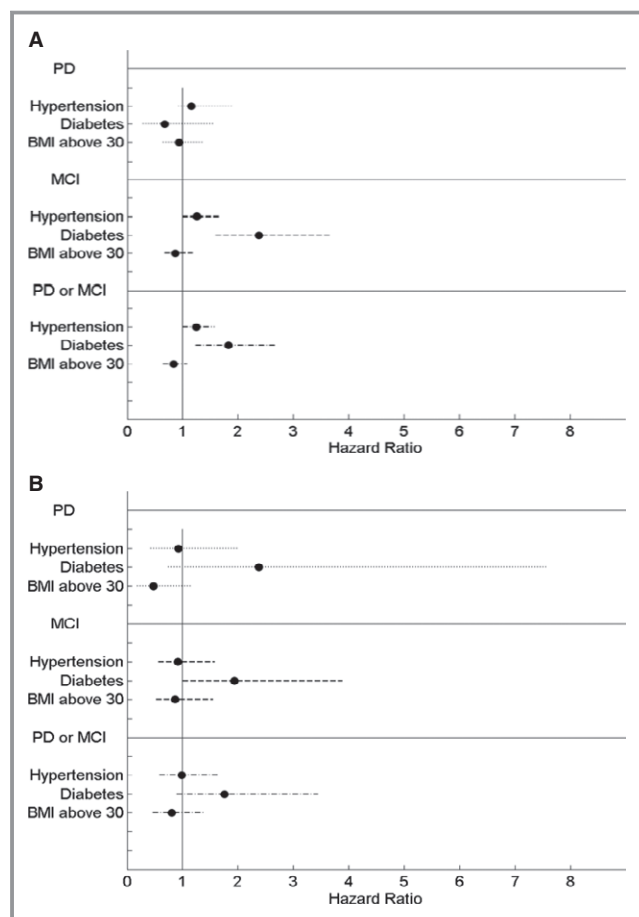 A
PD
Hypertension
Diabetes
BMI above 30
MCI
Hypertension
Diabetes
BMI above 30
PD or MCI
Hypertension
Diabetes
BMI above 30
0 1 2 3 4 5 6 7 8
Hazard Ratio
B
PD
Hypertension
Diabetes
BMI above 30
MCI
Hypertension
Diabetes
BMI above 30
PD or MCI
Hypertension
Diabetes
BMI above 30
0 1 2 3 4 5 6 7 8
Hazard Ratio